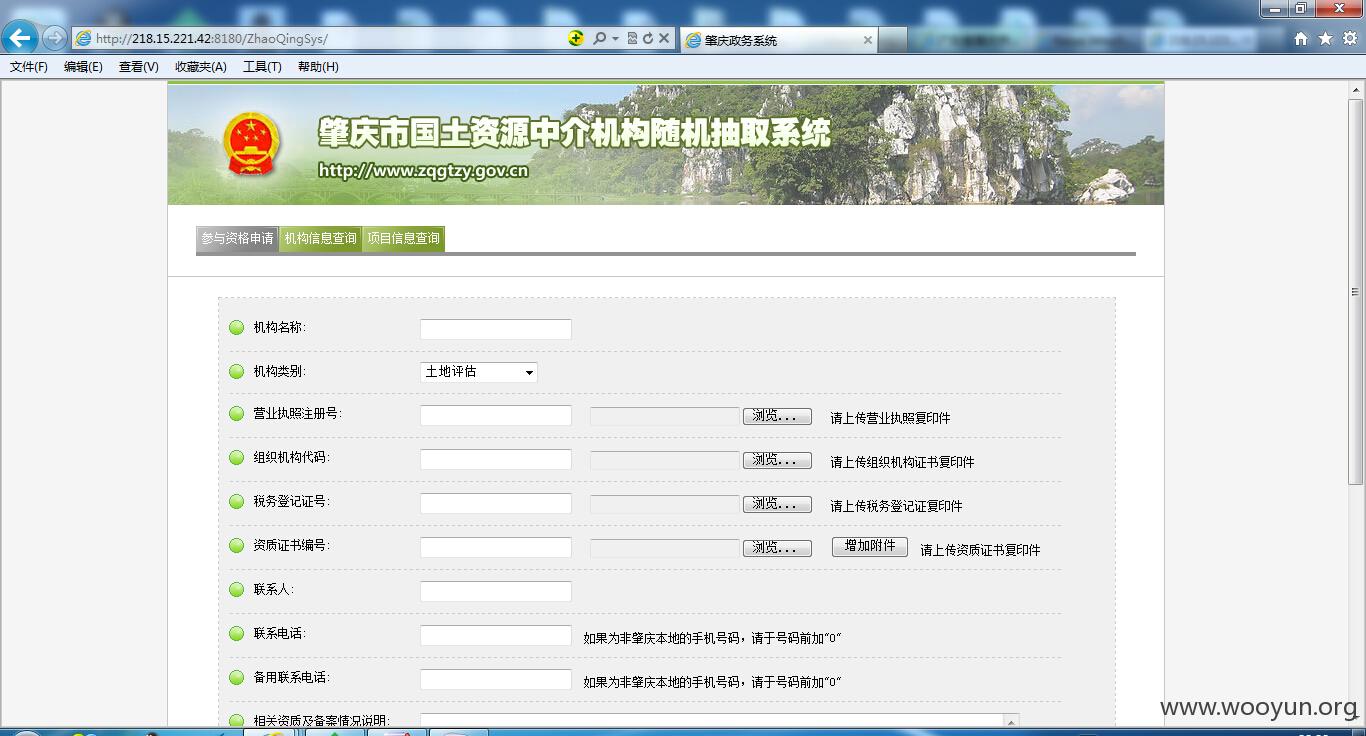 http://218.15.221.42:8180/ZhaoQingSys/
肇庆政务系统
文件(F) 编辑(E) 查看(V) 收藏夹(A) 工具(T) 帮助(H)
肇庆市国土资源中介机构随机抽取系统
http://www.zqgtzy.gov.cn
参与资格申请 机构信息查询 项目信息查询
机构名称:
机构类别: 土地评估
营业执照注册号: 浏览... 请上传营业执照复印件
组织机构代码: 浏览... 请上传组织机构证书复印件
税务登记证号: 浏览... 请上传税务登记证复印件
资质证书编号: 浏览... 增加附件 请上传资质证书复印件
联系人:
联系电话: 如果为非肇庆本地的手机号码，请于号码前加"0"
备用联系电话: 如果为非肇庆本地的手机号码，请于号码前加"0"
相关资质及备案情况说明:
www.wooyun.org